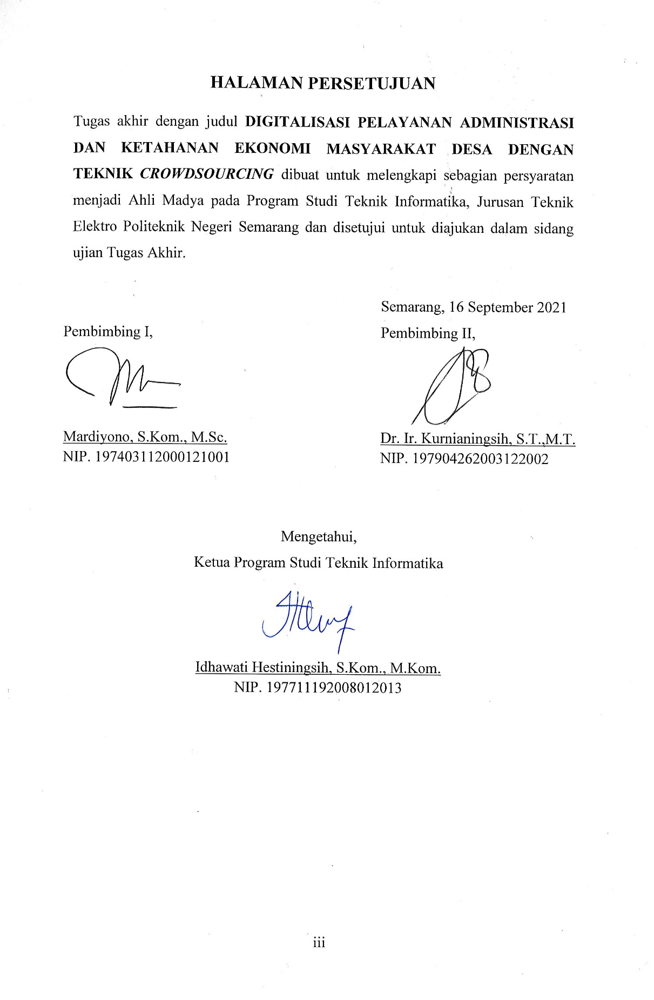 HALAMAN PERSETUJUAN
Tugas akhir dengan judul DIGITALISASI PELAYANAN ADMINISTRASI
DAN KETAHANAN EKONOMI MASYARAKAT DESA DENGAN
TEKNIK CROWDSOURCING dibuat untuk melengkapi sebagian persyaratan
menjadi Ahli Madya pada Program Studi Teknik Informatika, Jurusan Teknik
Elektro Politeknik Negeri Semarang dan disetujui untuk diajukan dalam sidang
ujian Tugas Akhir.
Semarang, 16 September 2021
Pembimbing I,
Pembimbing II,
Mardiyono, S.Kom., M.Sc.
NIP. 197403112000121001
Dr. Ir. Kurnianingsih, S.T.,M.T.
NIP. 197904262003122002
Mengetahui,
Ketua Program Studi Teknik Informatika
Idhawati Hestiningsih, S.Kom., M.Kom.
NIP. 197711192008012013
iii